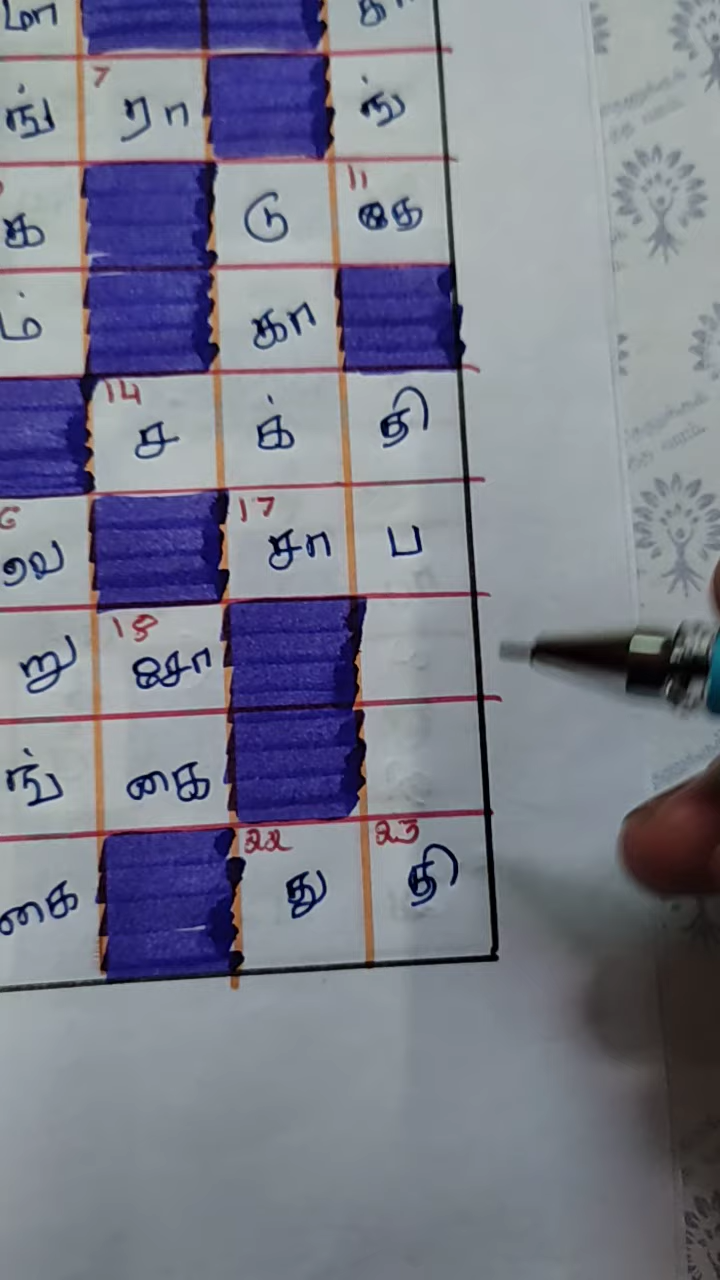 மா
ங் 7 ரா ங்
க டு 11 தே
ம் கா
14 ச க் தி
வ 17 சா ப
று 18 சோ
ங் கை
கை 22 து 23 தி